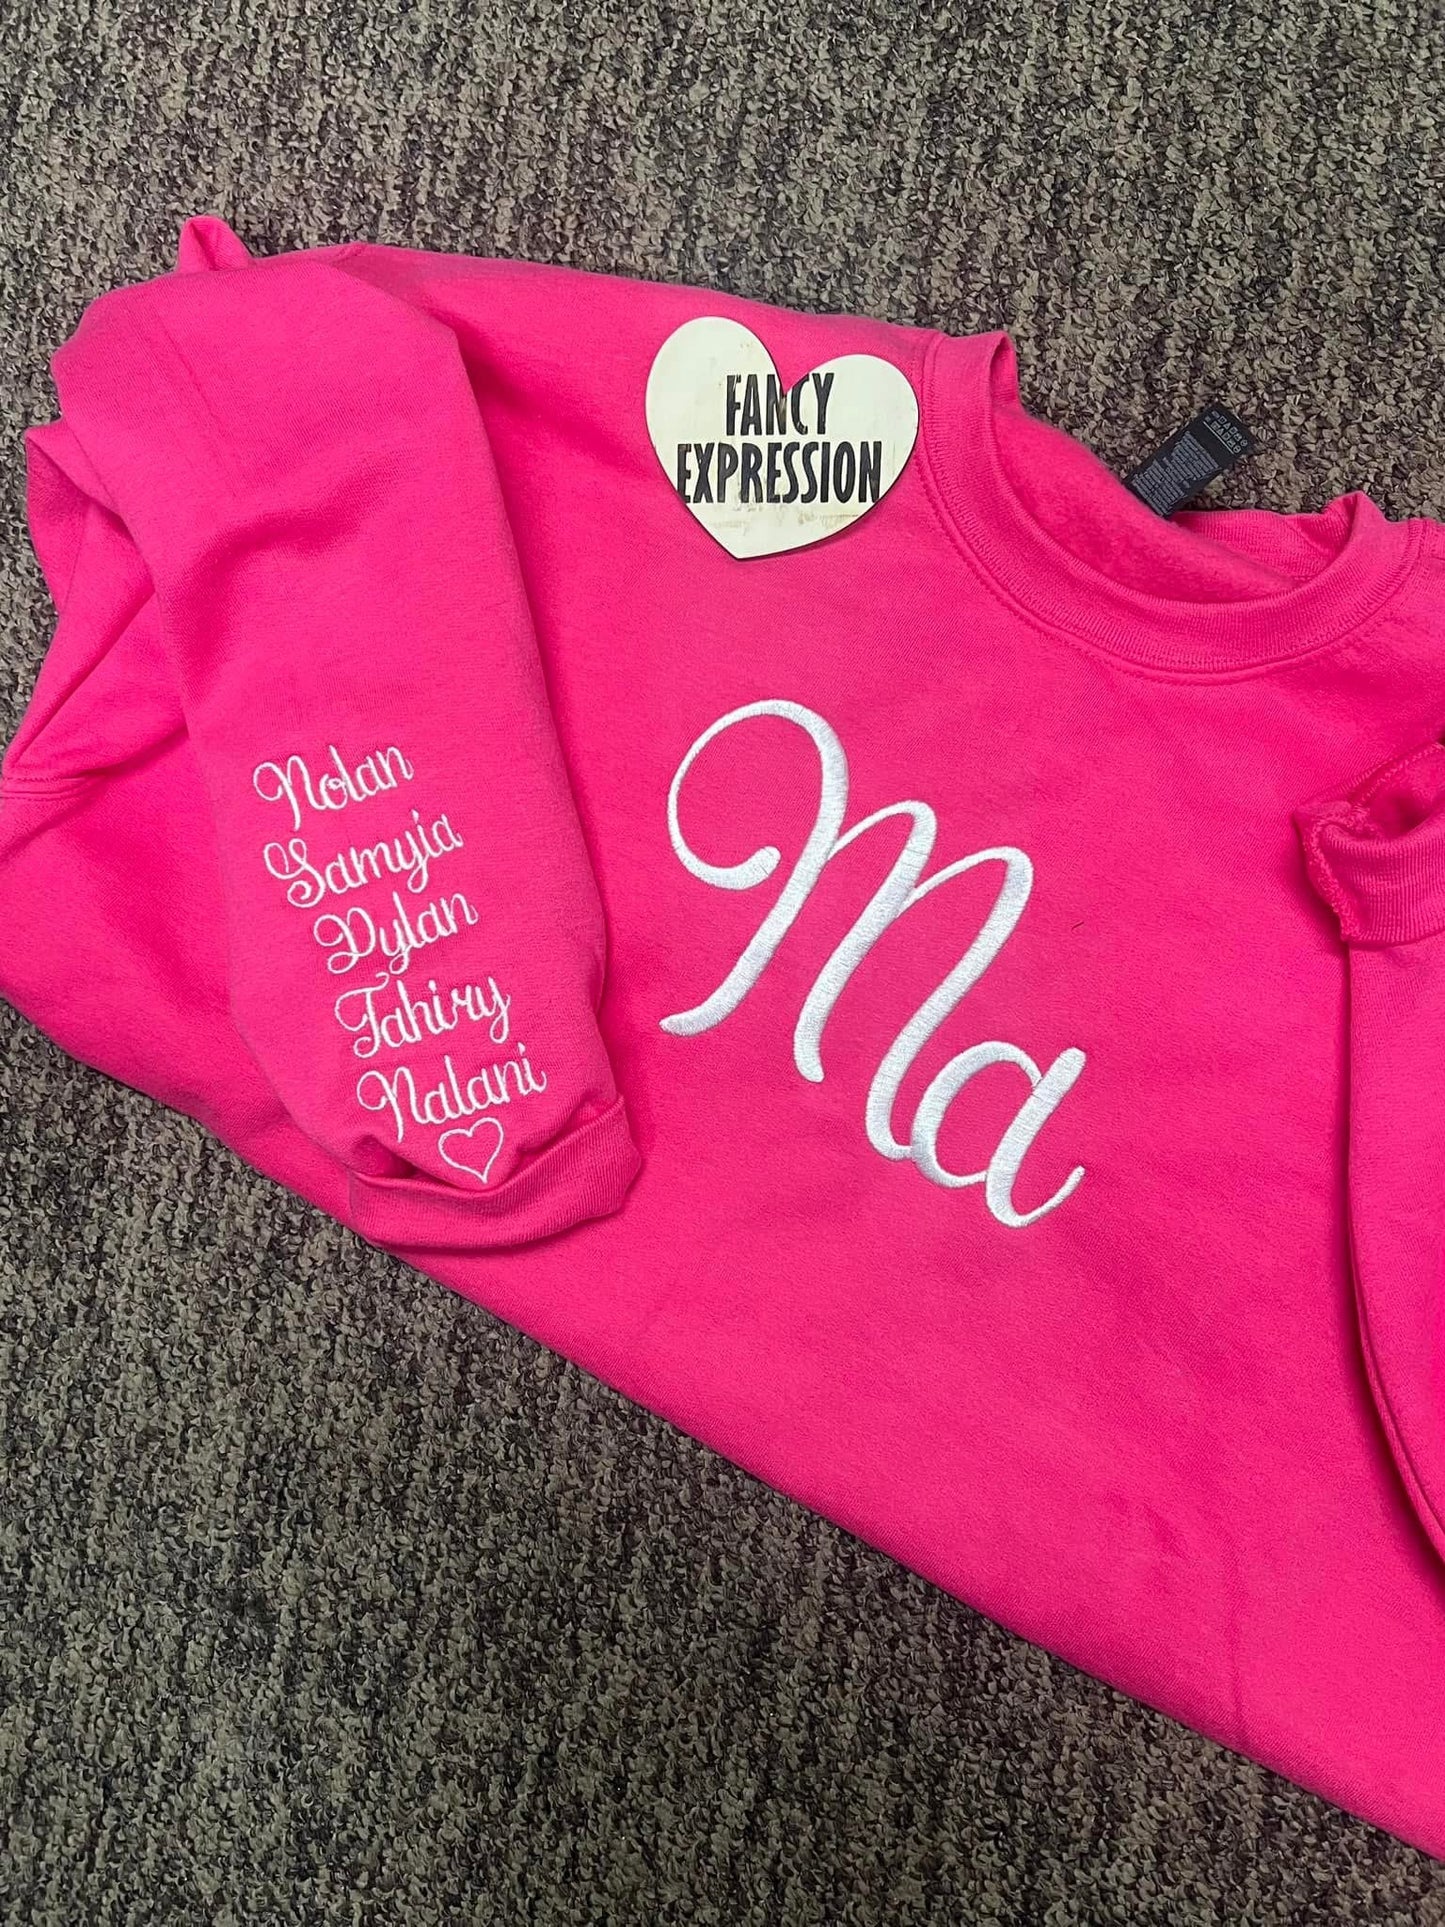 FANCY
EXPRESSION
Ma
Nolan
Samyia
Dylan
Tahiry
Nalani